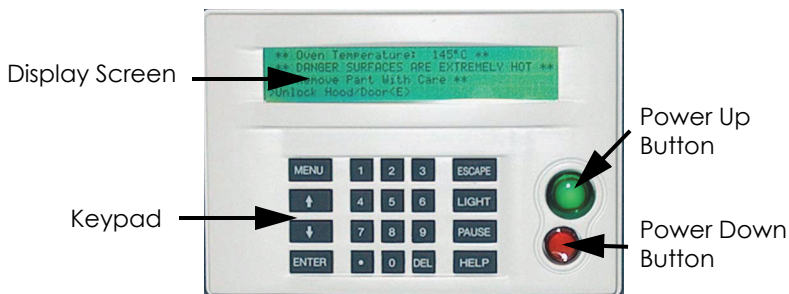 Display Screen
** Oven Temperature: 145°C **
** DANGER SURFACES ARE EXTREMELY HOT **
Remove Part With Care **
>Unlock Hood/Door<E>
Power Up
Button
Keypad
MENU 1 2 3 ESCAPE
↑ 4 5 6 LIGHT
↓ 7 8 9 PAUSE
ENTER • 0 DEL HELP
Power Down
Button